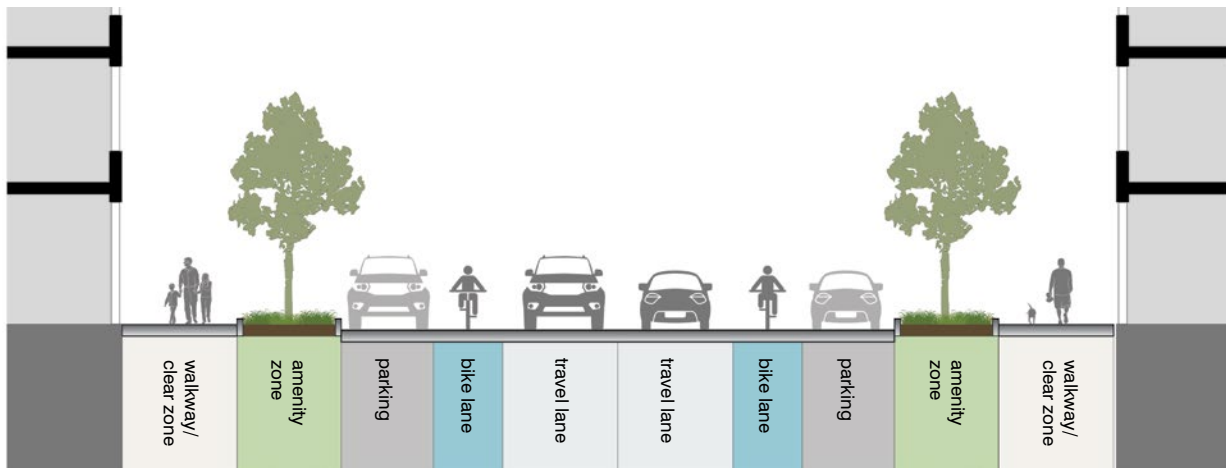 walkway/
clear zone
amenity
zone
parking
bike lane
travel lane
travel lane
bike lane
parking
amenity
zone
walkway/
clear zone